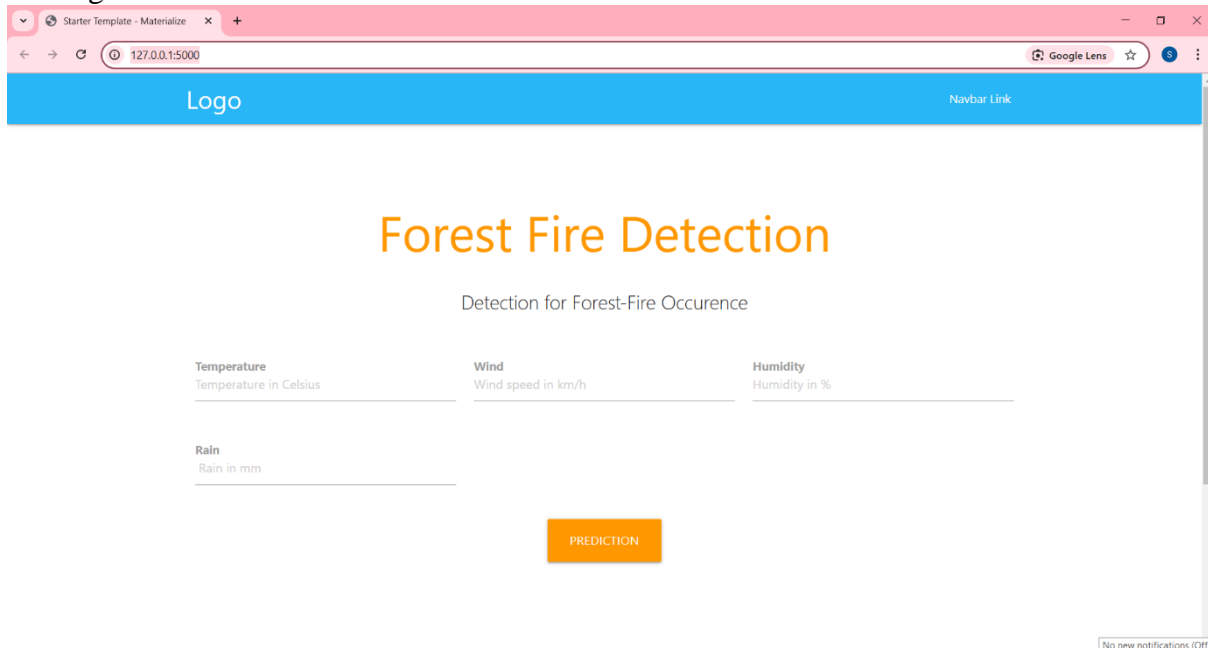 Starter Template - Materialize
127.0.0.1:5000
Google Lens
S
Logo
Navbar Link
Forest Fire Detection
Detection for Forest-Fire Occurence
Temperature Wind Humidity
Temperature in Celsius Wind speed in km/h Humidity in %
Rain
Rain in mm
PREDICTION
No new notifications (Off